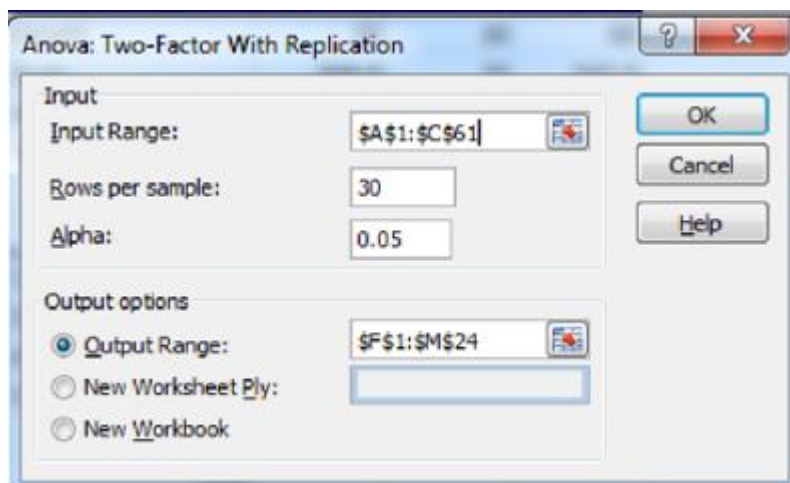 Anova: Two-Factor With Replication
Input
Input Range: $A$1:$C$61
Rows per sample: 30
Alpha: 0.05
OK
Cancel
Help
Output options
Output Range: $F$1:$M$24
New Worksheet Ply:
New Workbook